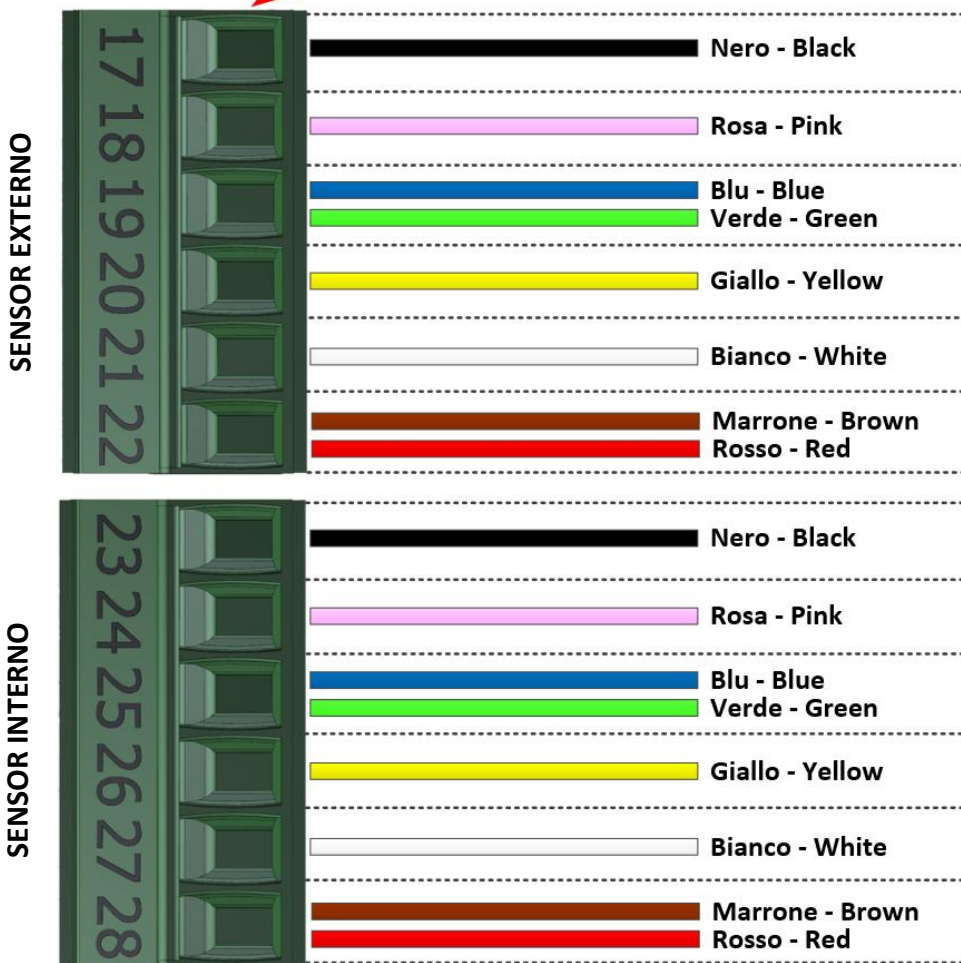 SENSOR EXTERNO
17 Nero - Black
18 Rosa - Pink
19 Blu - Blue
Verde - Green
20 Giallo - Yellow
21 Bianco - White
22 Marrone - Brown
Rosso - Red
SENSOR INTERNO
23 Nero - Black
24 Rosa - Pink
25 Blu - Blue
Verde - Green
26 Giallo - Yellow
27 Bianco - White
28 Marrone - Brown
Rosso - Red